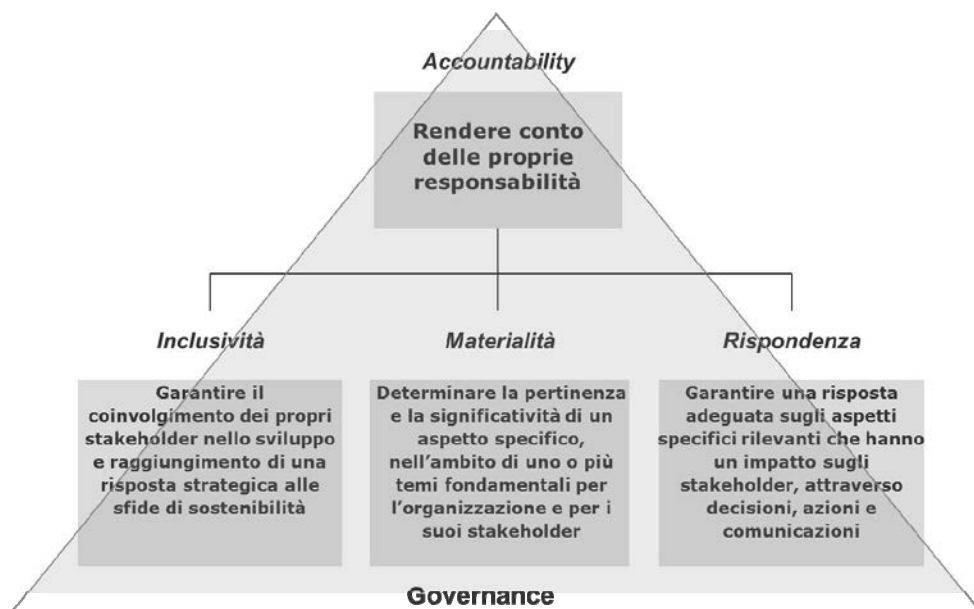 Accountability
Rendere conto
delle proprie
responsabilità
Inclusività
Garantire il
coinvolgimento dei propri
stakeholder nello sviluppo
e raggiungimento di una
risposta strategica alle
sfide di sostenibilità
Materialità
Determinare la pertinenza
e la significatività di un
aspetto specifico,
nell'ambito di uno o più
temi fondamentali per
l'organizzazione e per i
suoi stakeholder
Rispondenza
Garantire una risposta
adeguata sugli aspetti
specifici rilevanti che hanno
un impatto sugli
stakeholder, attraverso
decisioni, azioni e
comunicazioni
Governance